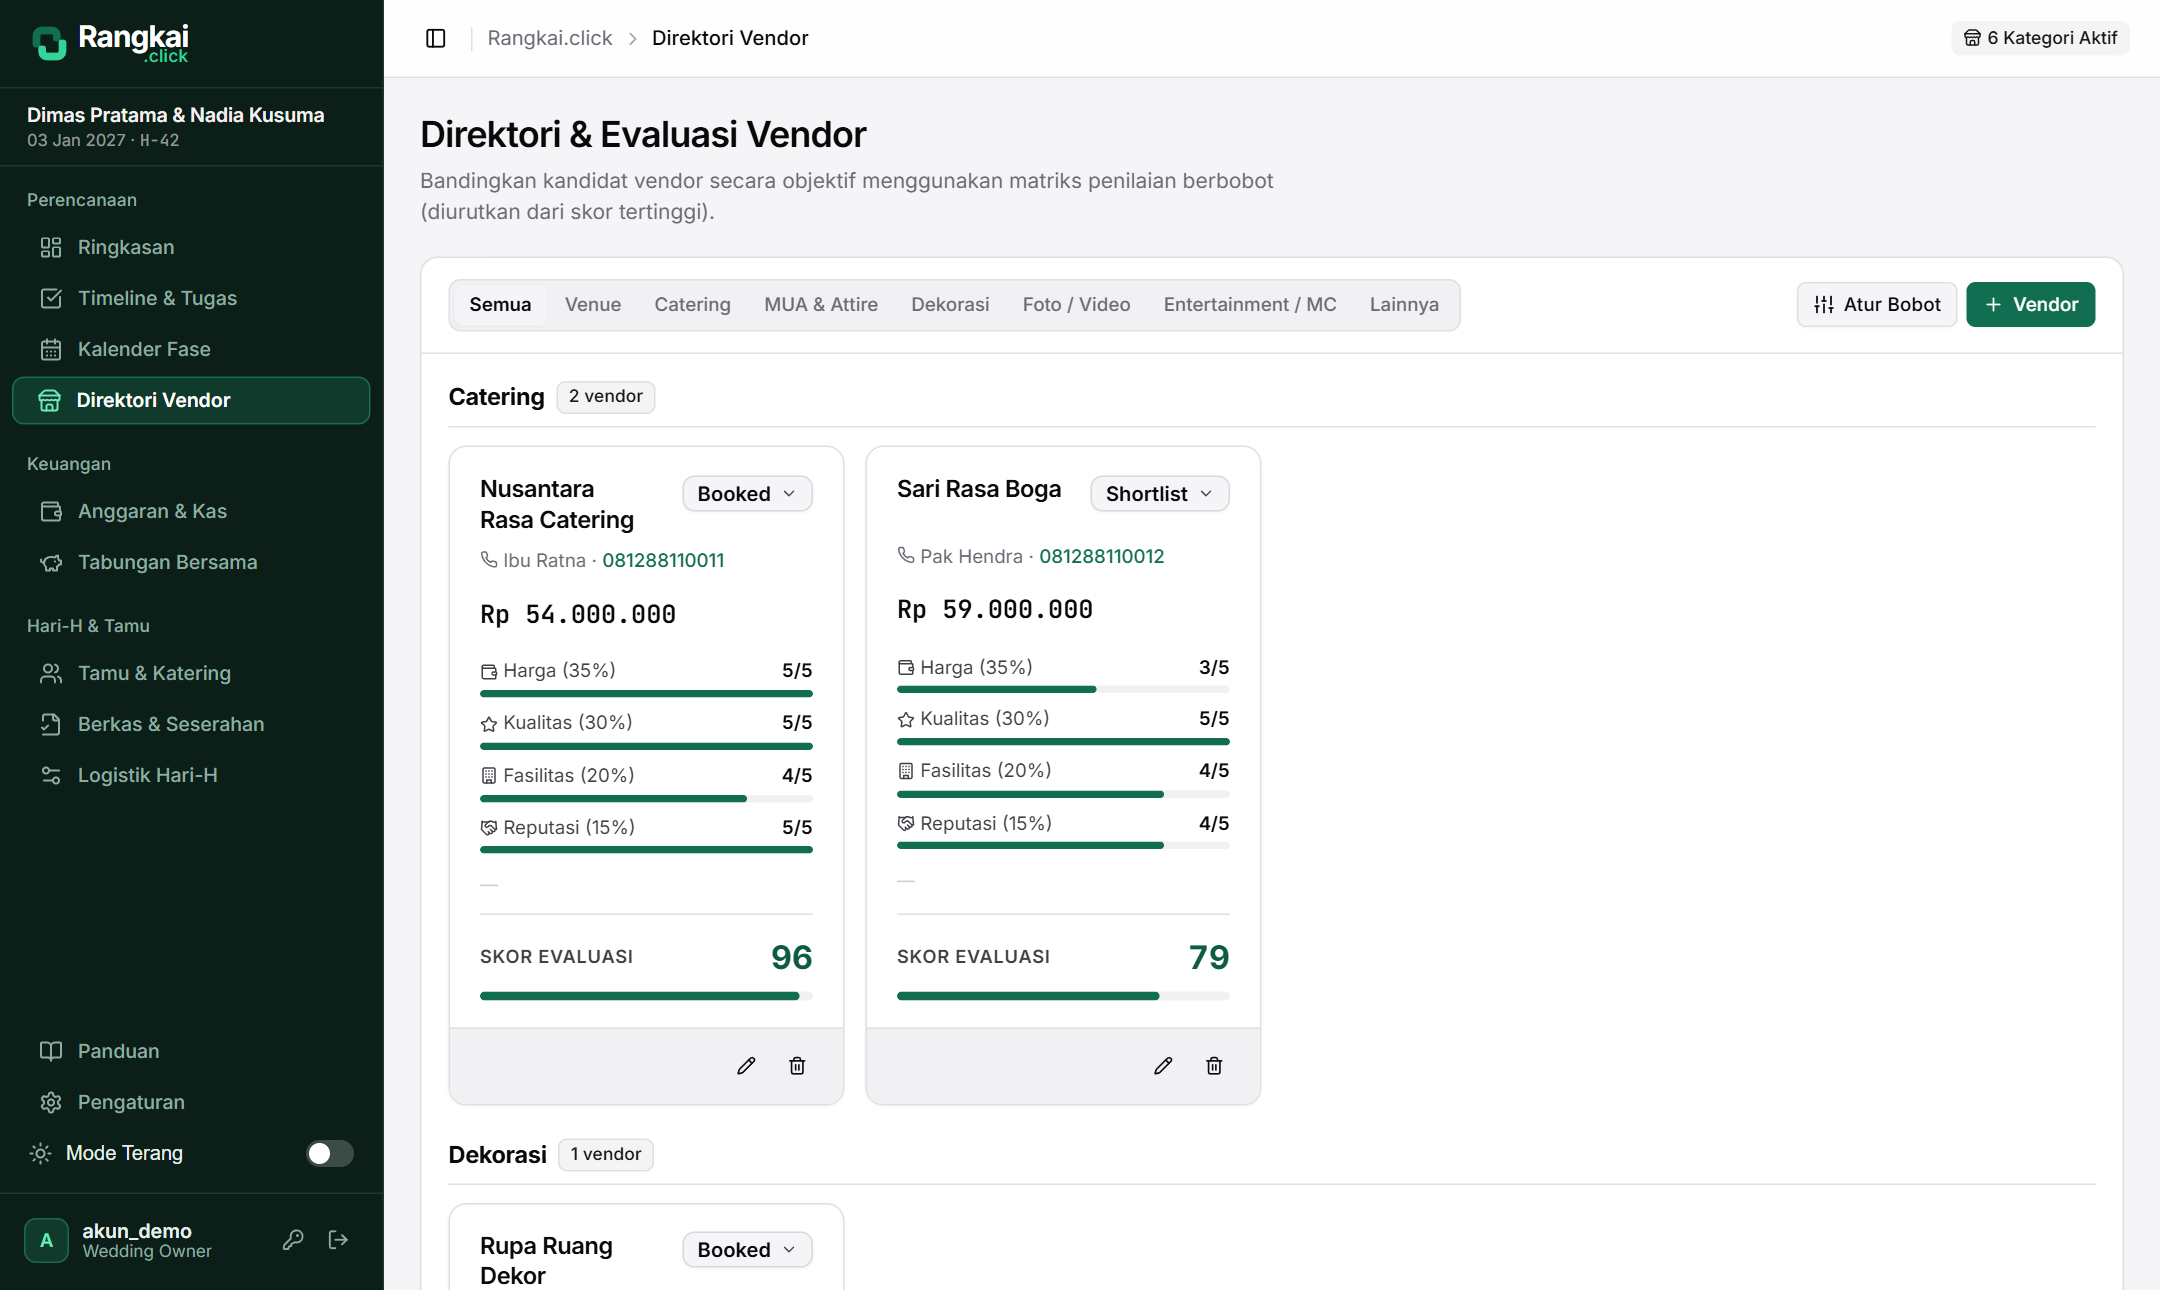 Rangkai
.click
Dimas Pratama & Nadia Kusuma
03 Jan 2027 · H-42
Perencanaan
Ringkasan
Timeline & Tugas
Kalender Fase
Direktori Vendor
Keuangan
Anggaran & Kas
Tabungan Bersama
Hari-H & Tamu
Tamu & Katering
Berkas & Seserahan
Logistik Hari-H
Panduan
Pengaturan
Mode Terang
A
akun_demo
Wedding Owner
Rangkai.click > Direktori Vendor
6 Kategori Aktif
Direktori & Evaluasi Vendor
Bandingkan kandidat vendor secara objektif menggunakan matriks penilaian berbobot
(diurutkan dari skor tertinggi).
Semua Venue Catering MUA & Attire Dekorasi Foto / Video Entertainment / MC Lainnya
Atur Bobot
+ Vendor
Catering 2 vendor
Nusantara
Rasa Catering
Booked
Ibu Ratna · 081288110011
Rp 54.000.000
Harga (35%) 5/5
Kualitas (30%) 5/5
Fasilitas (20%) 4/5
Reputasi (15%) 5/5
—
SKOR EVALUASI 96
Sari Rasa Boga
Shortlist
Pak Hendra · 081288110012
Rp 59.000.000
Harga (35%) 3/5
Kualitas (30%) 5/5
Fasilitas (20%) 4/5
Reputasi (15%) 4/5
—
SKOR EVALUASI 79
Dekorasi 1 vendor
Rupa Ruang
Dekor
Booked